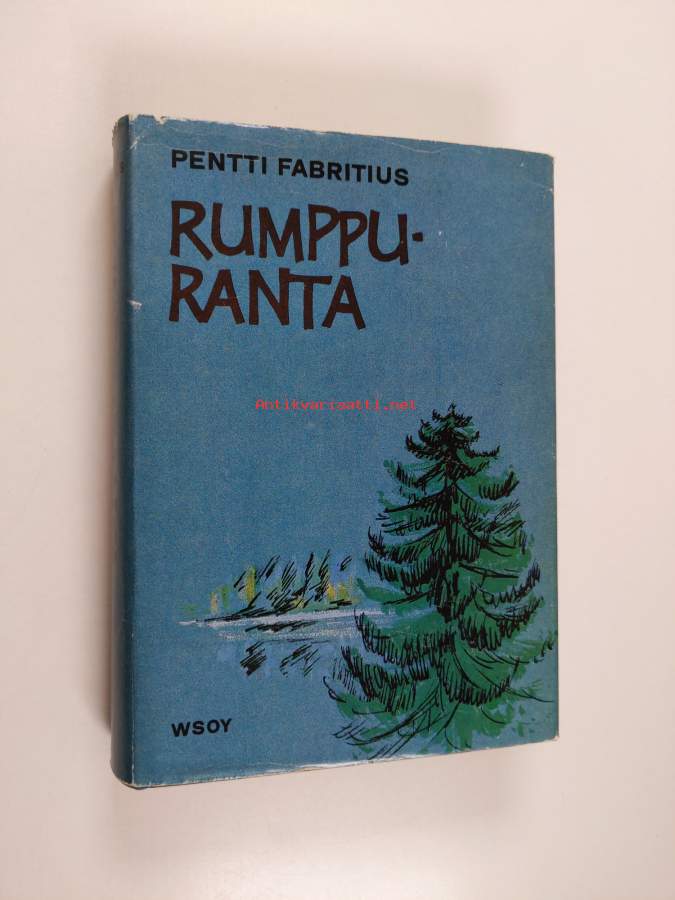 PENTTI FABRITIUS
RUMPPU-
RANTA
Antikvariaatti.net
WSOY